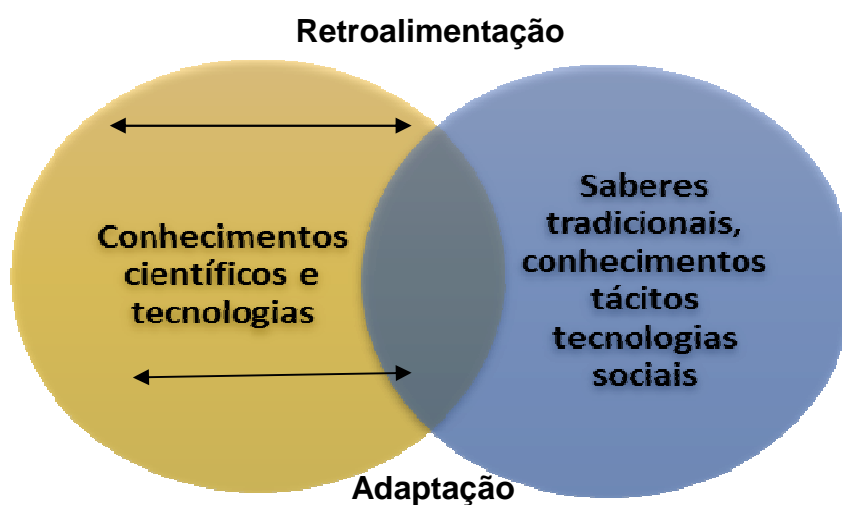 Retroalimentação
Conhecimentos
científicos e
tecnologias
Saberes
tradicionais,
conhecimentos
tácitos
tecnologias
sociais
Adaptação